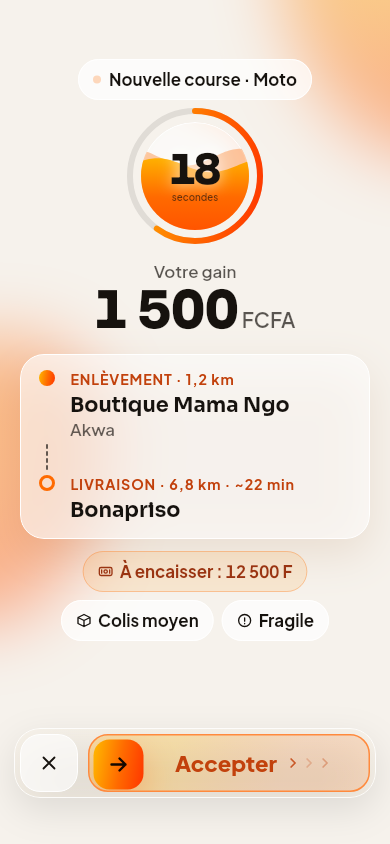 Nouvelle course · Moto
18
secondes
Votre gain
1 500 FCFA
ENLÈVEMENT · 1,2 km
Boutique Mama Ngo
Akwa
LIVRAISON · 6,8 km · ~22 min
Bonapriso
À encaisser : 12 500 F
Colis moyen
Fragile
Accepter